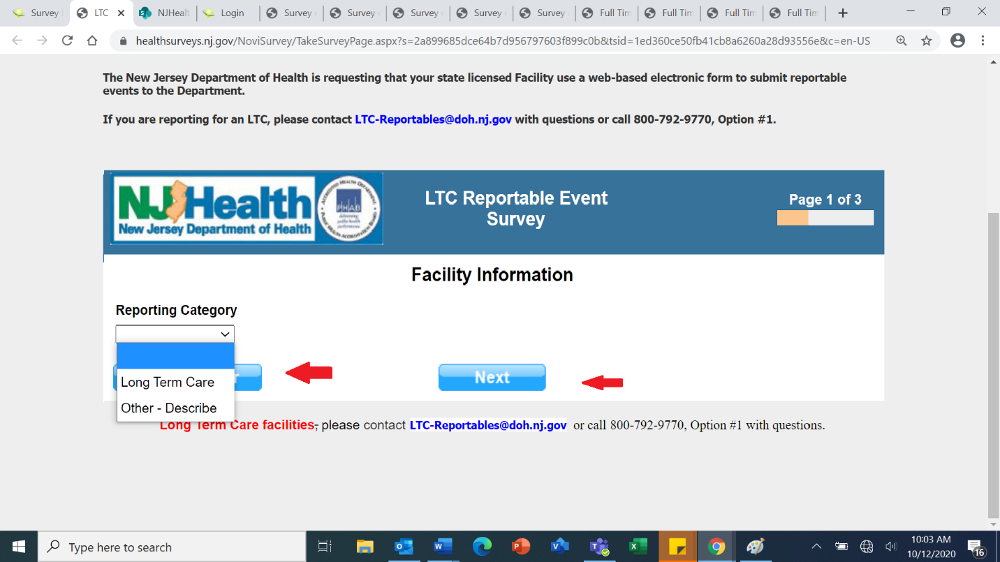 Survey
LTC
NJHealt
Login
Survey
Survey
Survey
Survey
Survey
Full Tim
Full Tim
Full Tim
Full Tim
healthsurveys.nj.gov/NoviSurvey/TakeSurveyPage.aspx?s=2a899685dce64b7d956797603f899c0b&tsid=1ed360ce50fb41cb8a6260a28d93556e&c=en-US
The New Jersey Department of Health is requesting that your state licensed Facility use a web-based electronic form to submit reportable
events to the Department.
If you are reporting for an LTC, please contact LTC-Reportables@doh.nj.gov with questions or call 800-792-9770, Option #1.
NJHealth
New Jersey Department of Health
PHAB
LTC Reportable Event
Survey
Page 1 of 3
Facility Information
Reporting Category
Long Term Care
Other - Describe
Next
Long Term Care facilities, please contact LTC-Reportables@doh.nj.gov or call 800-792-9770, Option #1 with questions.
Type here to search
10:03 AM
10/12/2020
16